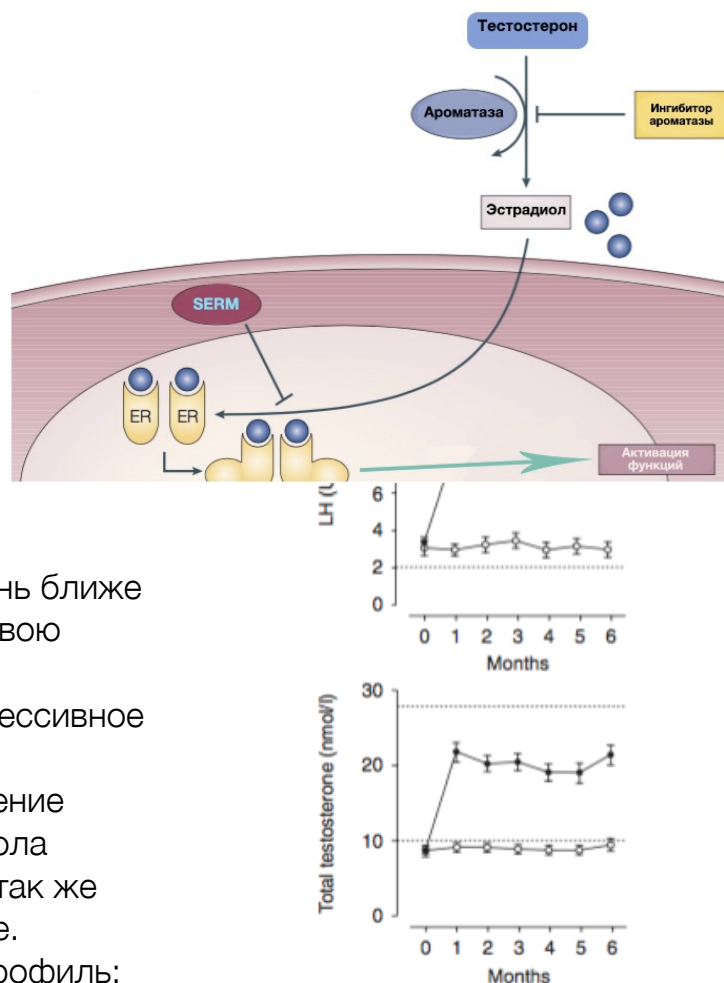 Тестостерон
Ароматаза
Ингибитор
ароматазы
Эстрадиол
SERM
ER
ER
Активация
функций
LH (U
6
4
2
0
0 1 2 3 4 5 6
Months
нь ближе
вою
ессивное
ение
ола
так же
е.
рофиль:
Total testosterone (nmol/l)
30
20
10
0
0 1 2 3 4 5 6
Months